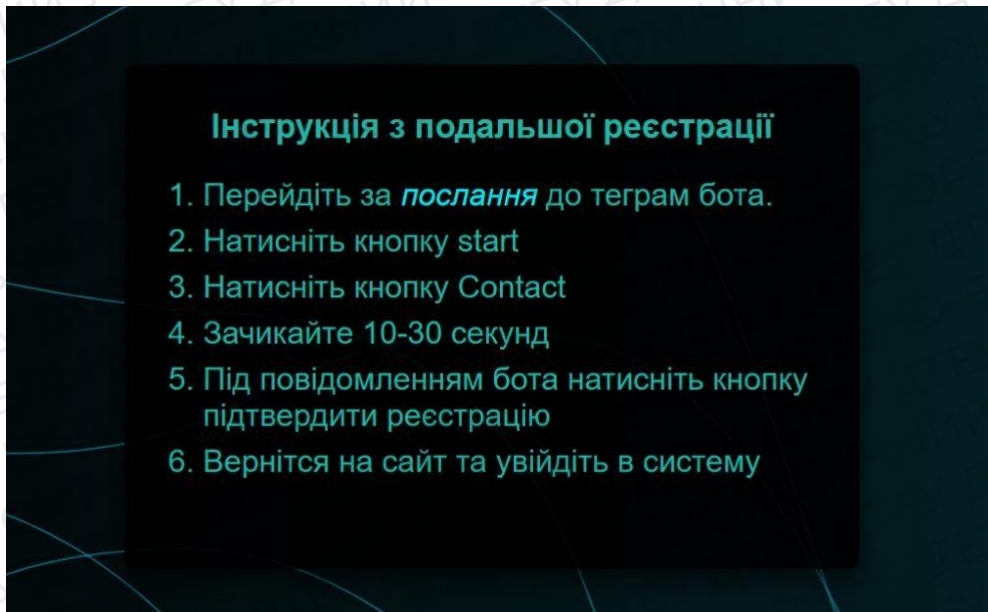 Інструкція з подальшої реєстрації
1. Перейдіть за послання до теграм бота.
2. Натисніть кнопку start
3. Натисніть кнопку Contact
4. Зачикайте 10-30 секунд
5. Під повідомленням бота натисніть кнопку
підтвердити реєстрацію
6. Вернітся на сайт та увійдіть в систему